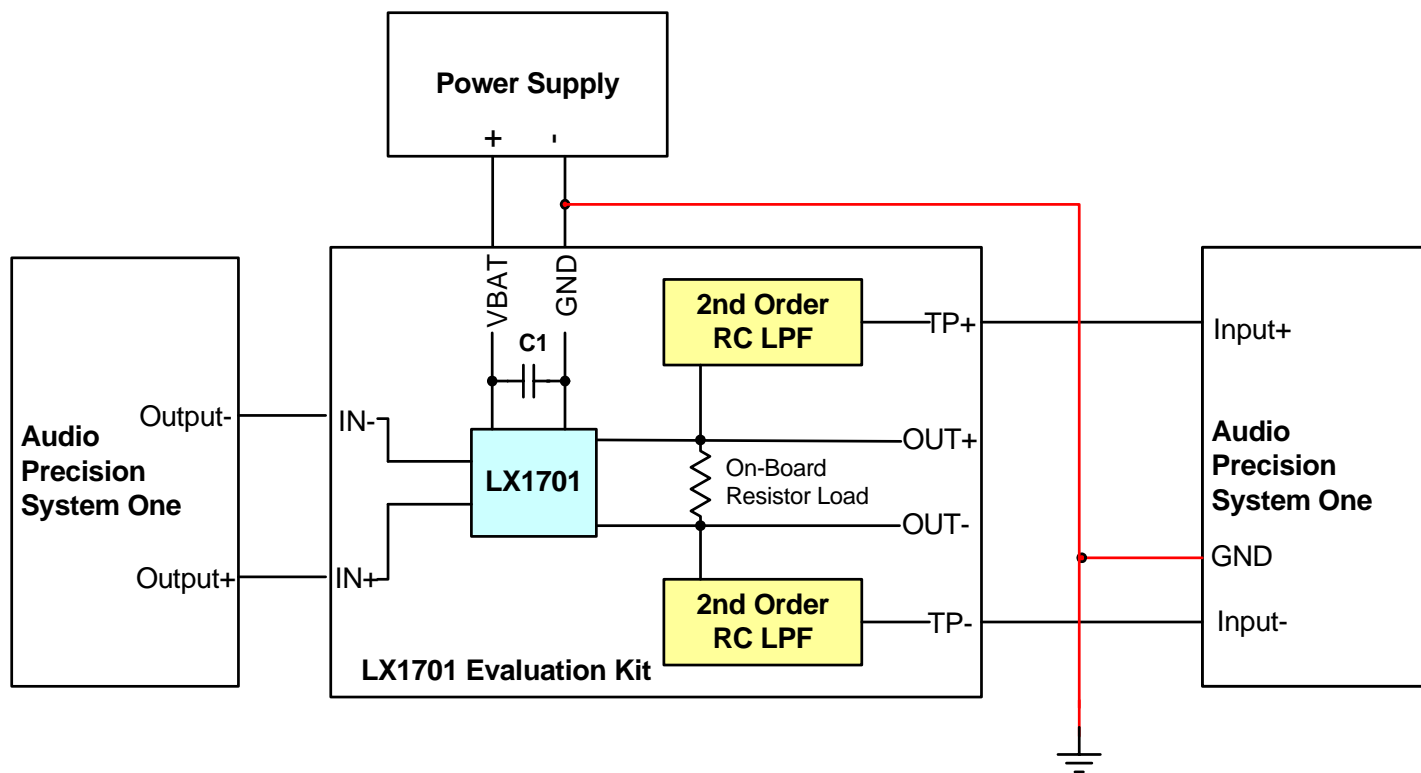 Power Supply
+
-
VBAT
GND
C1
2nd Order
RC LPF
TP+
Input+
Output-
IN-
OUT+
Audio
Precision
System One
LX1701
On-Board
Resistor Load
Audio
Precision
System One
OUT-
GND
Output+
IN+
2nd Order
RC LPF
TP-
Input-
LX1701 Evaluation Kit